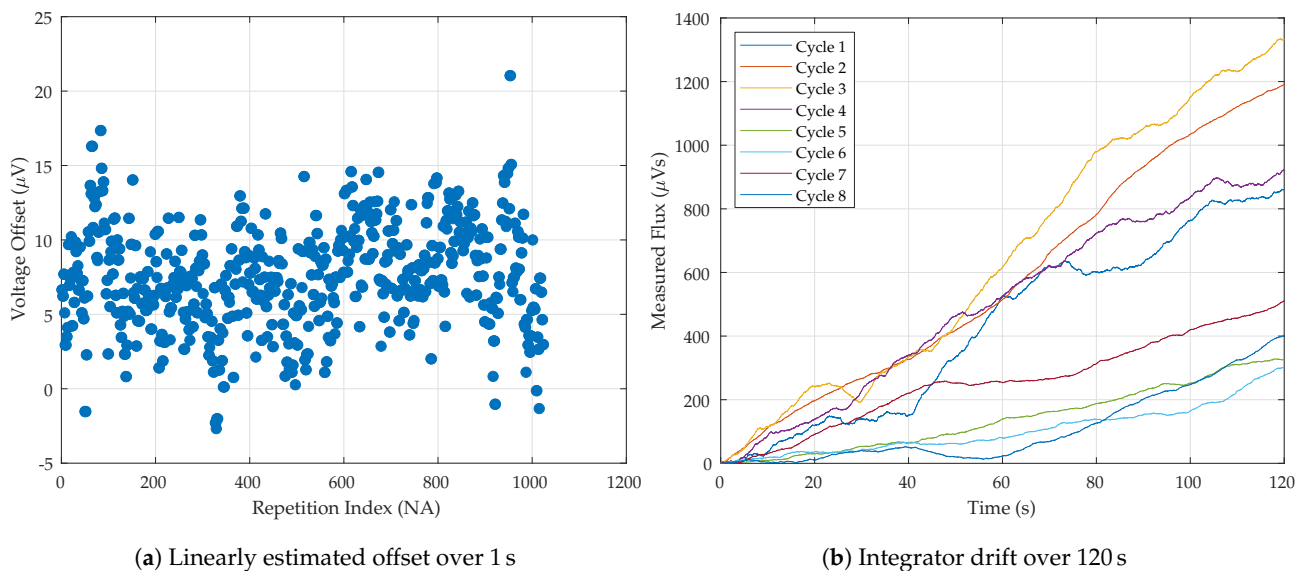 25
20
15
10
5
0
-5
0
200
400
600
800
1000
1200
Voltage Offset (μV)
Repetition Index (NA)
(a) Linearly estimated offset over 1 s
1400
1200
1000
800
600
400
200
0
0
20
40
60
80
100
120
Measured Flux (μVs)
Time (s)
Cycle 1
Cycle 2
Cycle 3
Cycle 4
Cycle 5
Cycle 6
Cycle 7
Cycle 8
(b) Integrator drift over 120 s